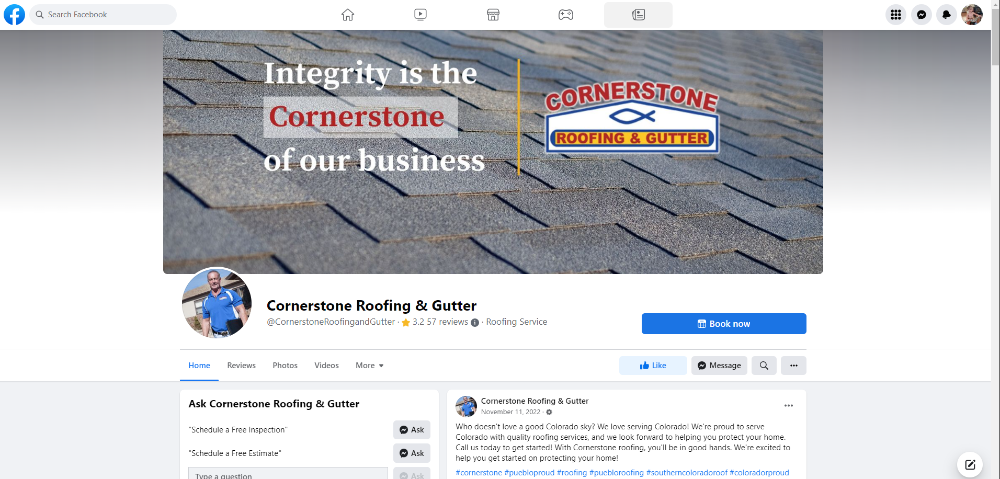 Search Facebook
Integrity is the
Cornerstone
of our business
CORNERSTONE
ROOFING & GUTTER
Cornerstone Roofing & Gutter
@CornerstoneRoofingandGutter · 3.2 57 reviews · Roofing Service
Book now
Home Reviews Photos Videos More
Like Message
Ask Cornerstone Roofing & Gutter
"Schedule a Free Inspection" Ask
"Schedule a Free Estimate" Ask
Type a question Ask
Cornerstone Roofing & Gutter
November 11, 2022 ·
Who doesn't love a good Colorado sky? We love serving Colorado! We're proud to serve
Colorado with quality roofing services, and we look forward to helping you protect your home.
Call us today to get started! With Cornerstone roofing, you'll be in good hands. We're excited to
help you get started on protecting your home!
#cornerstone #puebloproud #roofing #puebloroofing #southerncoloradoroof #coloradorproud